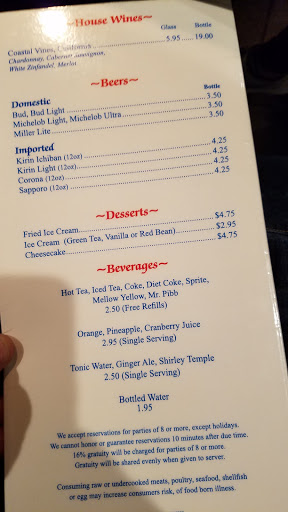 ~House Wines~
Glass Bottle
Coastal Vines, 5.95 ..... 19.00
Chardonnay, Cabernet Sauvignon,
White Zinfandel, Merlot
~Beers~
Domestic Bottle
Bud, Bud Light 3.50
Michelob Light, Michelob Ultra 3.50
Miller Lite 3.50
Imported
Kirin Ichiban (12oz) 4.25
Kirin Light (12oz) 4.25
Corona (12oz) 4.25
Sapporo (12oz) 4.25
~Desserts~
Fried Ice Cream $4.75
Ice Cream (Green Tea, Vanilla or Red Bean) $2.95
Cheesecake $4.75
~Beverages~
Hot Tea, Iced Tea, Coke, Diet Coke, Sprite,
Mellow Yellow, Mr. Pibb
2.50 (Free Refills)
Orange, Pineapple, Cranberry Juice
2.95 (Single Serving)
Tonic Water, Ginger Ale, Shirley Temple
2.50 (Single Serving)
Bottled Water
1.95
We accept reservations for parties of 8 or more, except holidays.
We cannot honor or guarantee reservations 10 minutes after due time.
16% gratuity will be charged for parties of 8 or more.
Gratuity will be shared evenly when given to server.
Consuming raw or undercooked meats, poultry, seafood, shellfish
or egg may increase consumers risk, of food born illness.